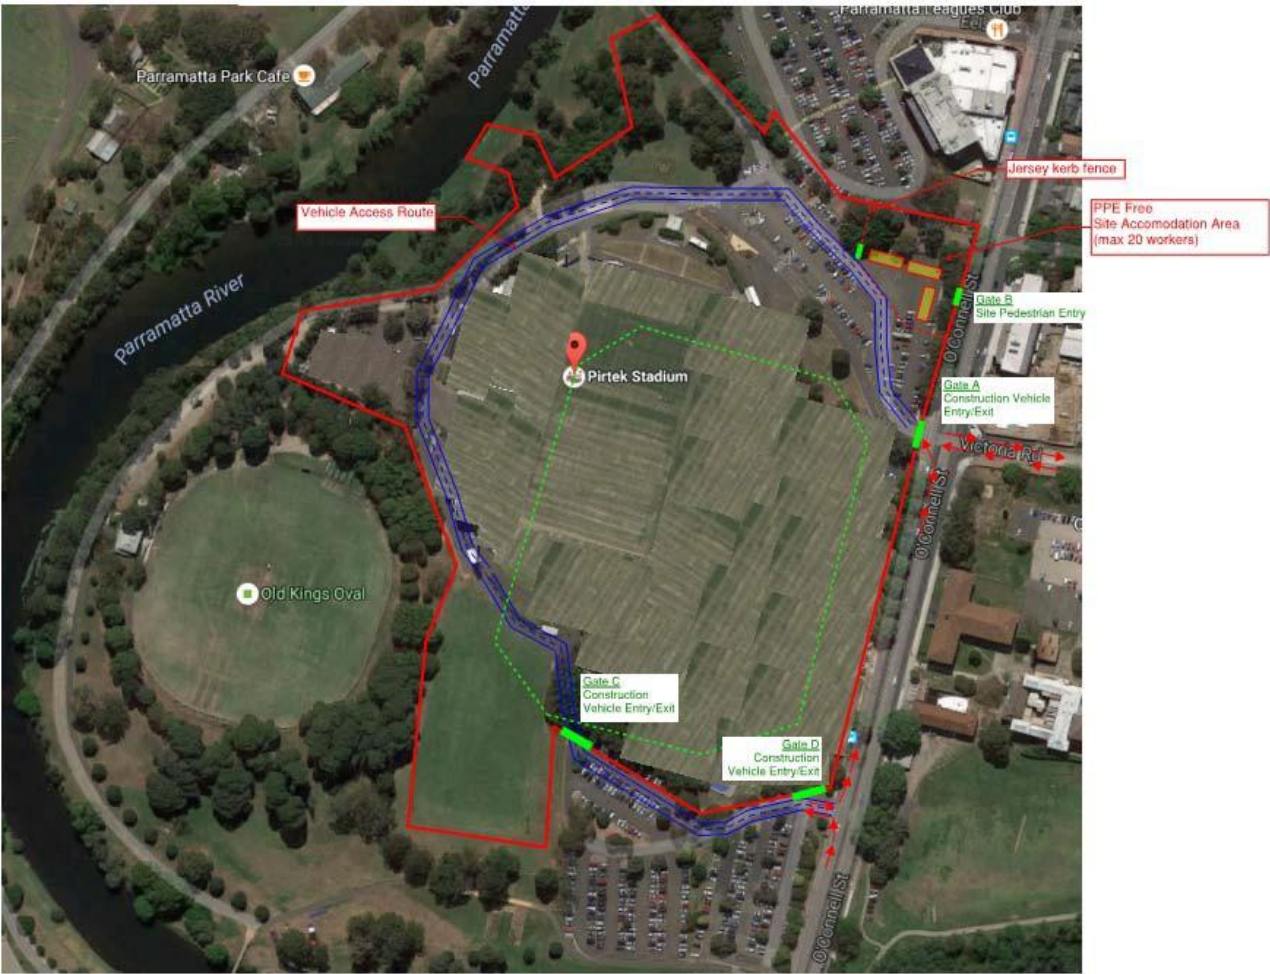 Parramatta Leagues Club
Parramatta
Parramatta Park Cafe
Jersey kerb fence
Vehicle Access Route
PPE Free
Site Accomodation Area
(max 20 workers)
Parramatta River
Gate B
Site Pedestrian Entry
O'Connell St
Pirtek Stadium
Gate A
Construction Vehicle
Entry/Exit
Victoria Rd
O'Connell St
Old Kings Oval
Gate C
Construction
Vehicle Entry/Exit
Gate D
Construction
Vehicle Entry/Exit
O'Connell St